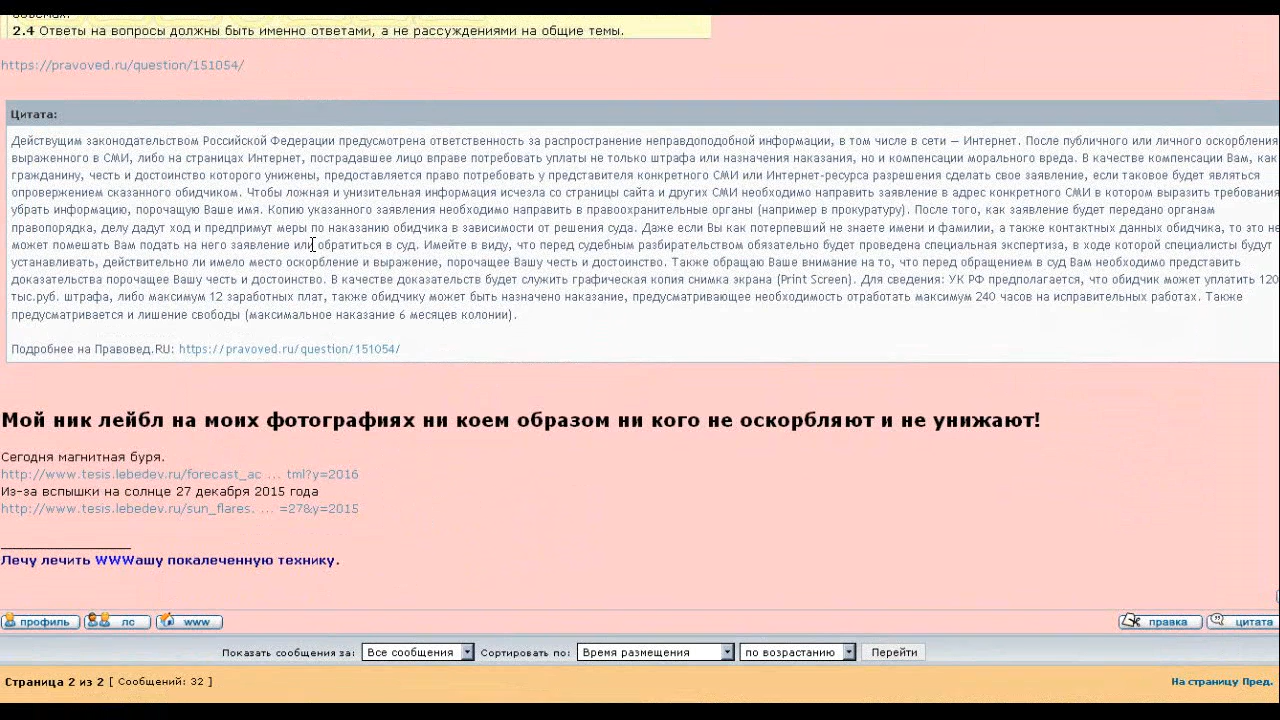 объёмах.
2.4 Ответы на вопросы должны быть именно ответами, а не рассуждениями на общие темы.
https://pravoved.ru/question/151054/
Цитата:
Действущим законодательством Российской Федерации предусмотрена ответственность за распространение неправдоподобной информации, в том числе в сети — Интернет. После публичного или личного оскорбления
выраженного в СМИ, либо на страницах Интернет, пострадавшее лицо вправе потребовать уплаты не только штрафа или назначения наказания, но и компенсации морального вреда. В качестве компенсации Вам, как
гражданину, честь и достоинство которого унижены, предоставляется право потребовать у представителя конкретного СМИ или Интернет-ресурса разрешения сделать свое заявление, если таковое будет являться
опровержением сказанного обидчиком. Чтобы ложная и унизительная информация исчезла со страницы сайта и других СМИ необходимо направить заявление в адрес конкретного СМИ в котором выразить требования
убрать информацию, порочащую Ваше имя. Копию указанного заявления необходимо направить в правоохранительные органы (например в прокуратуру). После того, как заявление будет передано органам
правопорядка, делу дадут ход и предпримут меры по наказанию обидчика в зависимости от решения суда. Даже если Вы как потерпевший не знаете имени и фамилии, а также контактных данных обидчика, то это не
может помешать Вам подать на него заявление или обратиться в суд. Имейте в виду, что перед судебным разбирательством обязательно будет проведена специальная экспертиза, в ходе которой специалисты будут
устанавливать, действительно ли имело место оскорбление и выражение, порочащее Вашу честь и достоинство. Также обращаю Ваше внимание на то, что перед обращением в суд Вам необходимо представить
доказательства порочащее Вашу честь и достоинство. В качестве доказательств будет служить графическая копия снимка экрана (Print Screen). Для сведения: УК РФ предполагается, что обидчик может уплатить 120
тыс.руб. штрафа, либо максимум 12 заработных плат, также обидчику может быть назначено наказание, предусматривающее необходимость отработать максимум 240 часов на исправительных работах. Также
предусматривается и лишение свободы (максимальное наказание 6 месяцев колонии).
Подробнее на Правовед.RU: https://pravoved.ru/question/151054/
Мой ник лейбл на моих фотографиях ни коем образом ни кого не оскорбляют и не унижают!
Сегодня магнитная буря.
http://www.tesis.lebedev.ru/forecast_ac ... tml?y=2016
Из-за вспышки на солнце 27 декабря 2015 года
http://www.tesis.lebedev.ru/sun_flares. ... =27&y=2015
Лечу лечить WWWашу покалеченную технику.
профиль лс www правка цитата
Показать сообщения за: Все сообщения Сортировать по: Время размещения по возрастанию Перейти
Страница 2 из 2 [ Сообщений: 32 ] На страницу Пред.